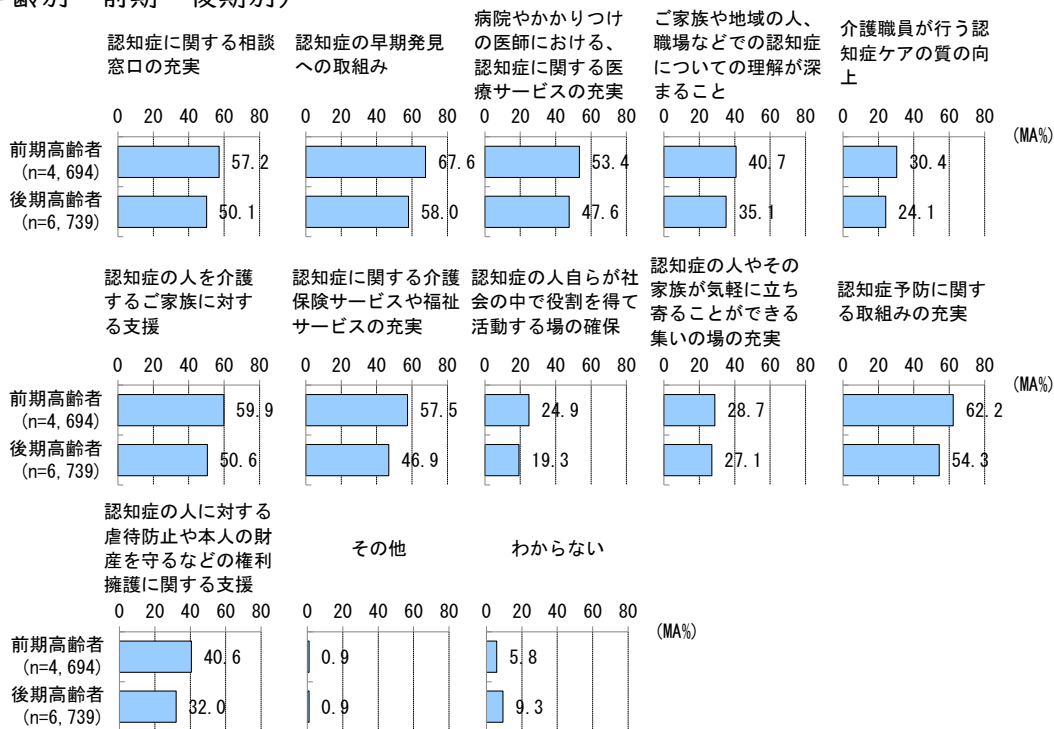 齢別 前期・後期別）
認知症に関する相談
窓口の充実
認知症の早期発見
への取組み
病院やかかりつけ
の医師における、
認知症に関する医
療サービスの充実
ご家族や地域の人、
職場などでの認知症
についての理解が深
まること
介護職員が行う認
知症ケアの質の向
上
0 20 40 60 80 0 20 40 60 80 0 20 40 60 80 0 20 40 60 80 0 20 40 60 80
(MA%)
前期高齢者
(n=4,694)
57.2 67.6 53.4 40.7 30.4
後期高齢者
(n=6,739)
50.1 58.0 47.6 35.1 24.1
認知症の人を介護
するご家族に対す
る支援
認知症に関する介護
保険サービスや福祉
サービスの充実
認知症の人自らが社
会の中で役割を得て
活動する場の確保
認知症の人やその
家族が気軽に立ち
寄ることができる
集いの場の充実
認知症予防に関す
る取組みの充実
0 20 40 60 80 0 20 40 60 80 0 20 40 60 80 0 20 40 60 80 0 20 40 60 80
(MA%)
前期高齢者
(n=4,694)
59.9 57.5 24.9 28.7 62.2
後期高齢者
(n=6,739)
50.6 46.9 19.3 27.1 54.3
認知症の人に対する
虐待防止や本人の財
産を守るなどの権利
擁護に関する支援
その他
わからない
0 20 40 60 80 0 20 40 60 80 0 20 40 60 80
(MA%)
前期高齢者
(n=4,694)
40.6 0.9 5.8
後期高齢者
(n=6,739)
32.0 0.9 9.3